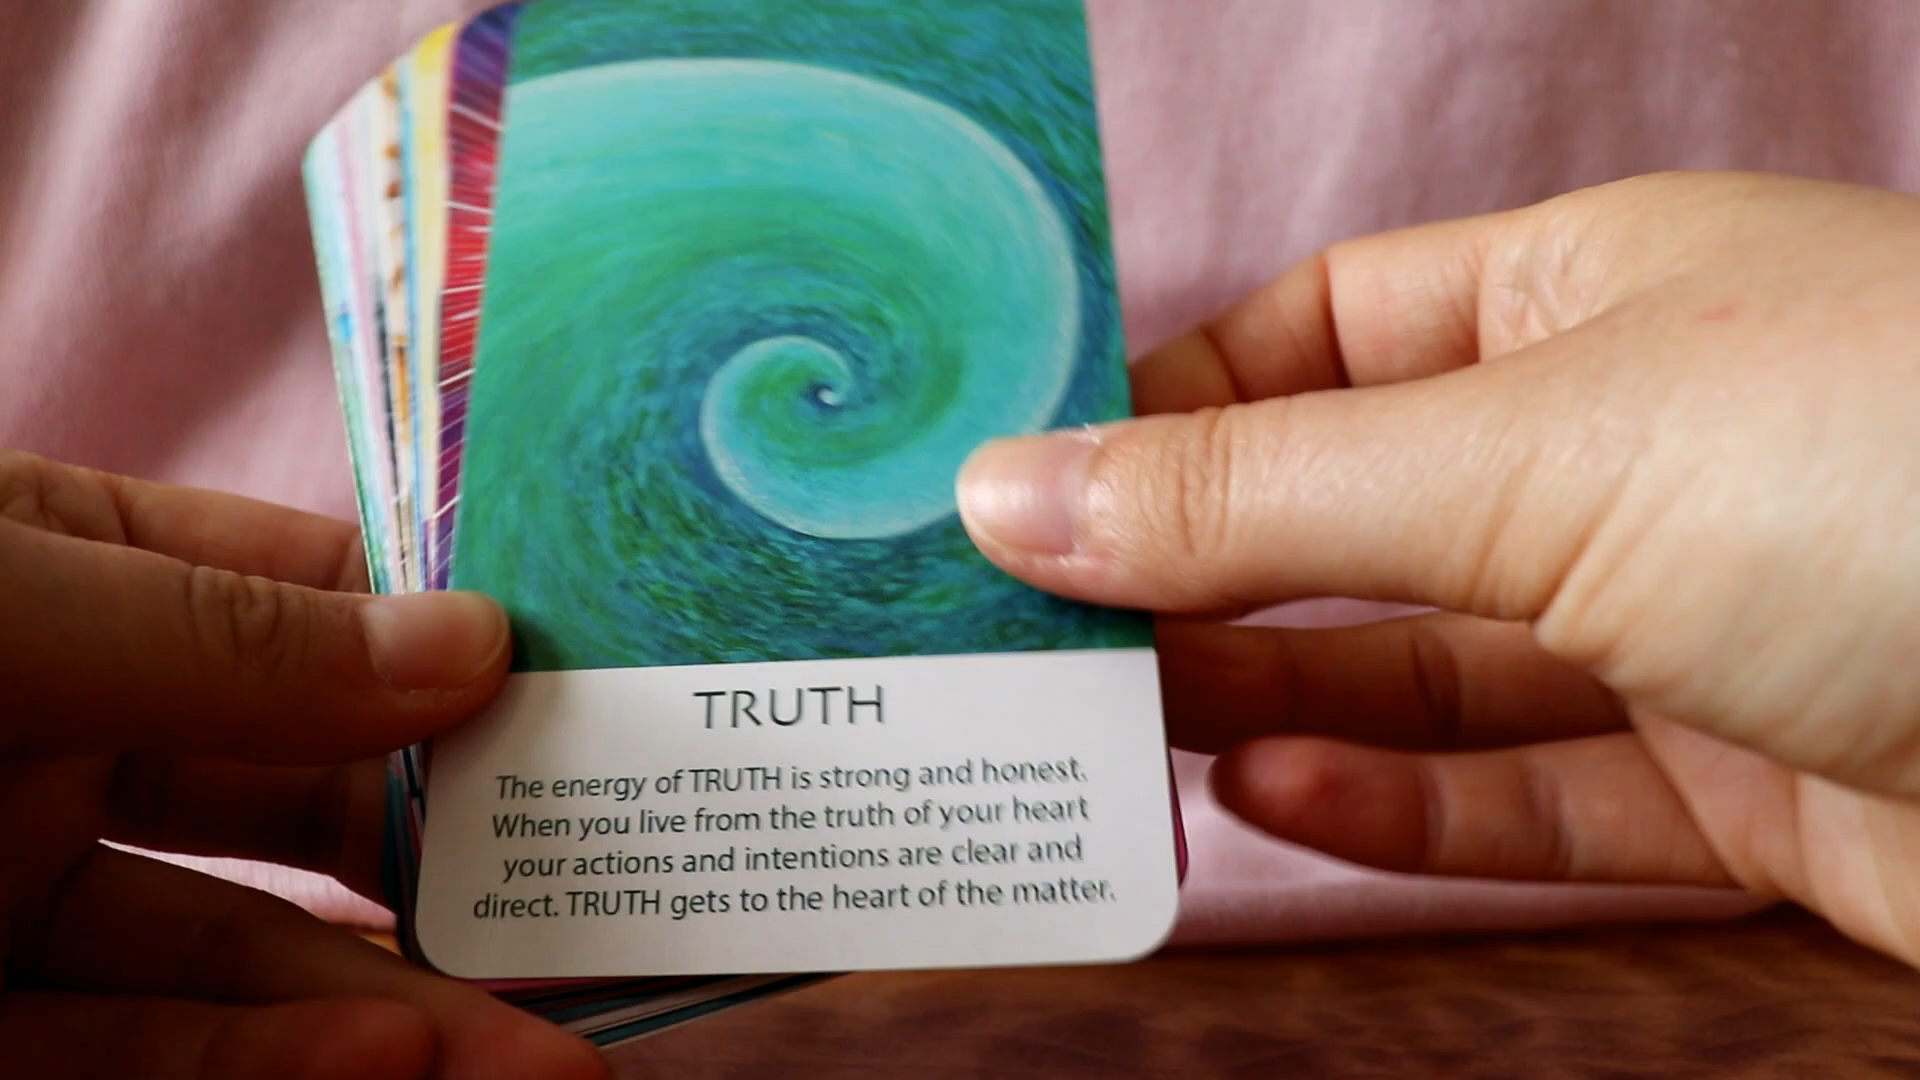 TRUTH
The energy of TRUTH is strong and honest.
When you live from the truth of your heart
your actions and intentions are clear and
direct. TRUTH gets to the heart of the matter.